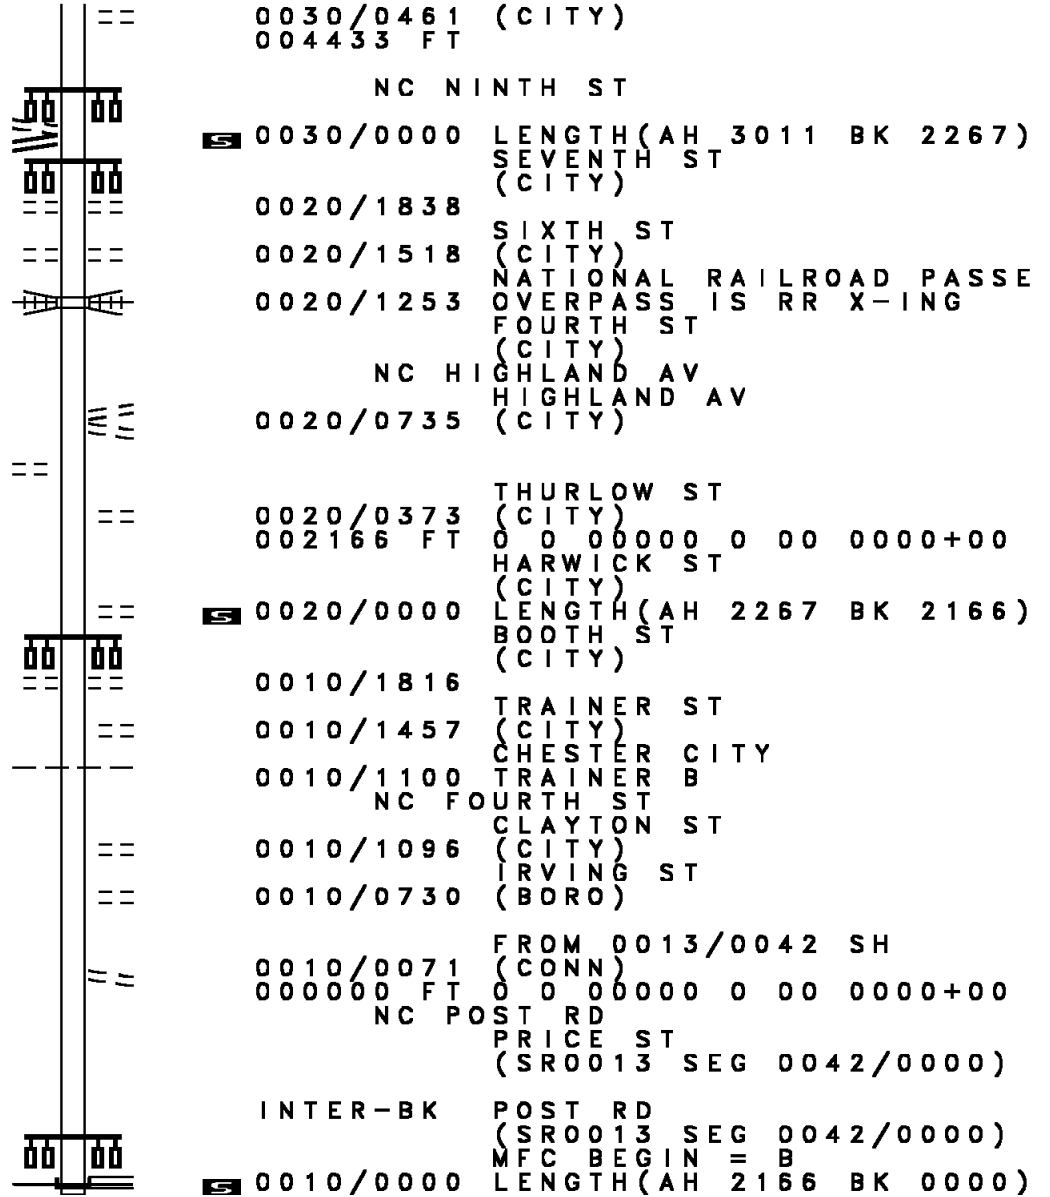 0030/0461 (CITY)
004433 FT
NC NINTH ST
S 0030/0000 LENGTH(AH 3011 BK 2267)
SEVENTH ST
(CITY)
0020/1838
SIXTH ST
0020/1518 (CITY)
NATIONAL RAILROAD PASSE
0020/1253 OVERPASS IS RR X-ING
FOURTH ST
(CITY)
NC HIGHLAND AV
HIGHLAND AV
0020/0735 (CITY)
THURLOW ST
0020/0373 (CITY)
002166 FT 0 0 00000 0 00 0000+00
HARWICK ST
(CITY)
S 0020/0000 LENGTH(AH 2267 BK 2166)
BOOTH ST
(CITY)
0010/1816
TRAINER ST
0010/1457 (CITY)
CHESTER CITY
0010/1100 TRAINER B
NC FOURTH ST
CLAYTON ST
0010/1096 (CITY)
IRVING ST
0010/0730 (BORO)
FROM 0013/0042 SH
0010/0071 (CONN)
000000 FT 0 0 00000 0 00 0000+00
NC POST RD
PRICE ST
(SR0013 SEG 0042/0000)
INTER-BK POST RD
(SR0013 SEG 0042/0000)
MFC BEGIN = B
S 0010/0000 LENGTH(AH 2166 BK 0000)